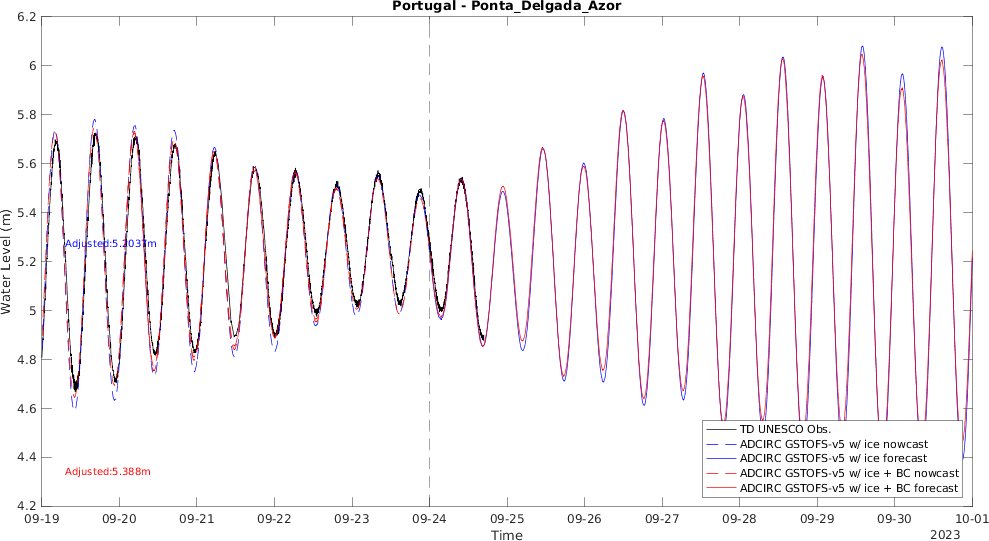 Portugal - Ponta_Delgada_Azor
6.2
6
5.8
5.6
5.4
5.2
5
4.8
4.6
4.4
4.2
Water Level (m)
Adjusted:5.2037m
Adjusted:5.388m
TD UNESCO Obs.
ADCIRC GSTOFS-v5 w/ ice nowcast
ADCIRC GSTOFS-v5 w/ ice forecast
ADCIRC GSTOFS-v5 w/ ice + BC nowcast
ADCIRC GSTOFS-v5 w/ ice + BC forecast
09-19 09-20 09-21 09-22 09-23 09-24 09-25 09-26 09-27 09-28 09-29 09-30 10-01
Time
2023